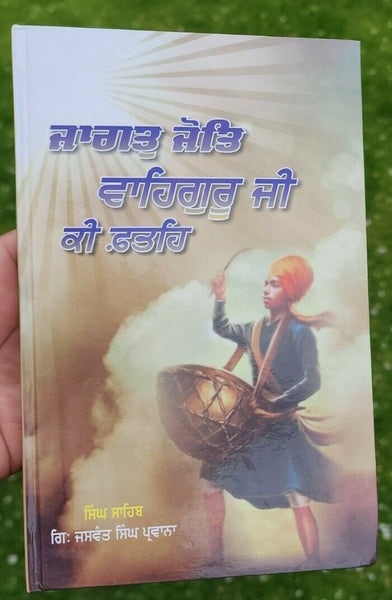 ਜਾਗਤੁ ਜੋਤਿ
ਵਾਹਿਗੁਰੂ ਜੀ
ਕੀ ਫ਼ਤਹਿ
ਸਿੰਘ ਸਾਹਿਬ
ਗਿ: ਜਸਵੰਤ ਸਿੰਘ ਪ੍ਰਵਾਨਾ